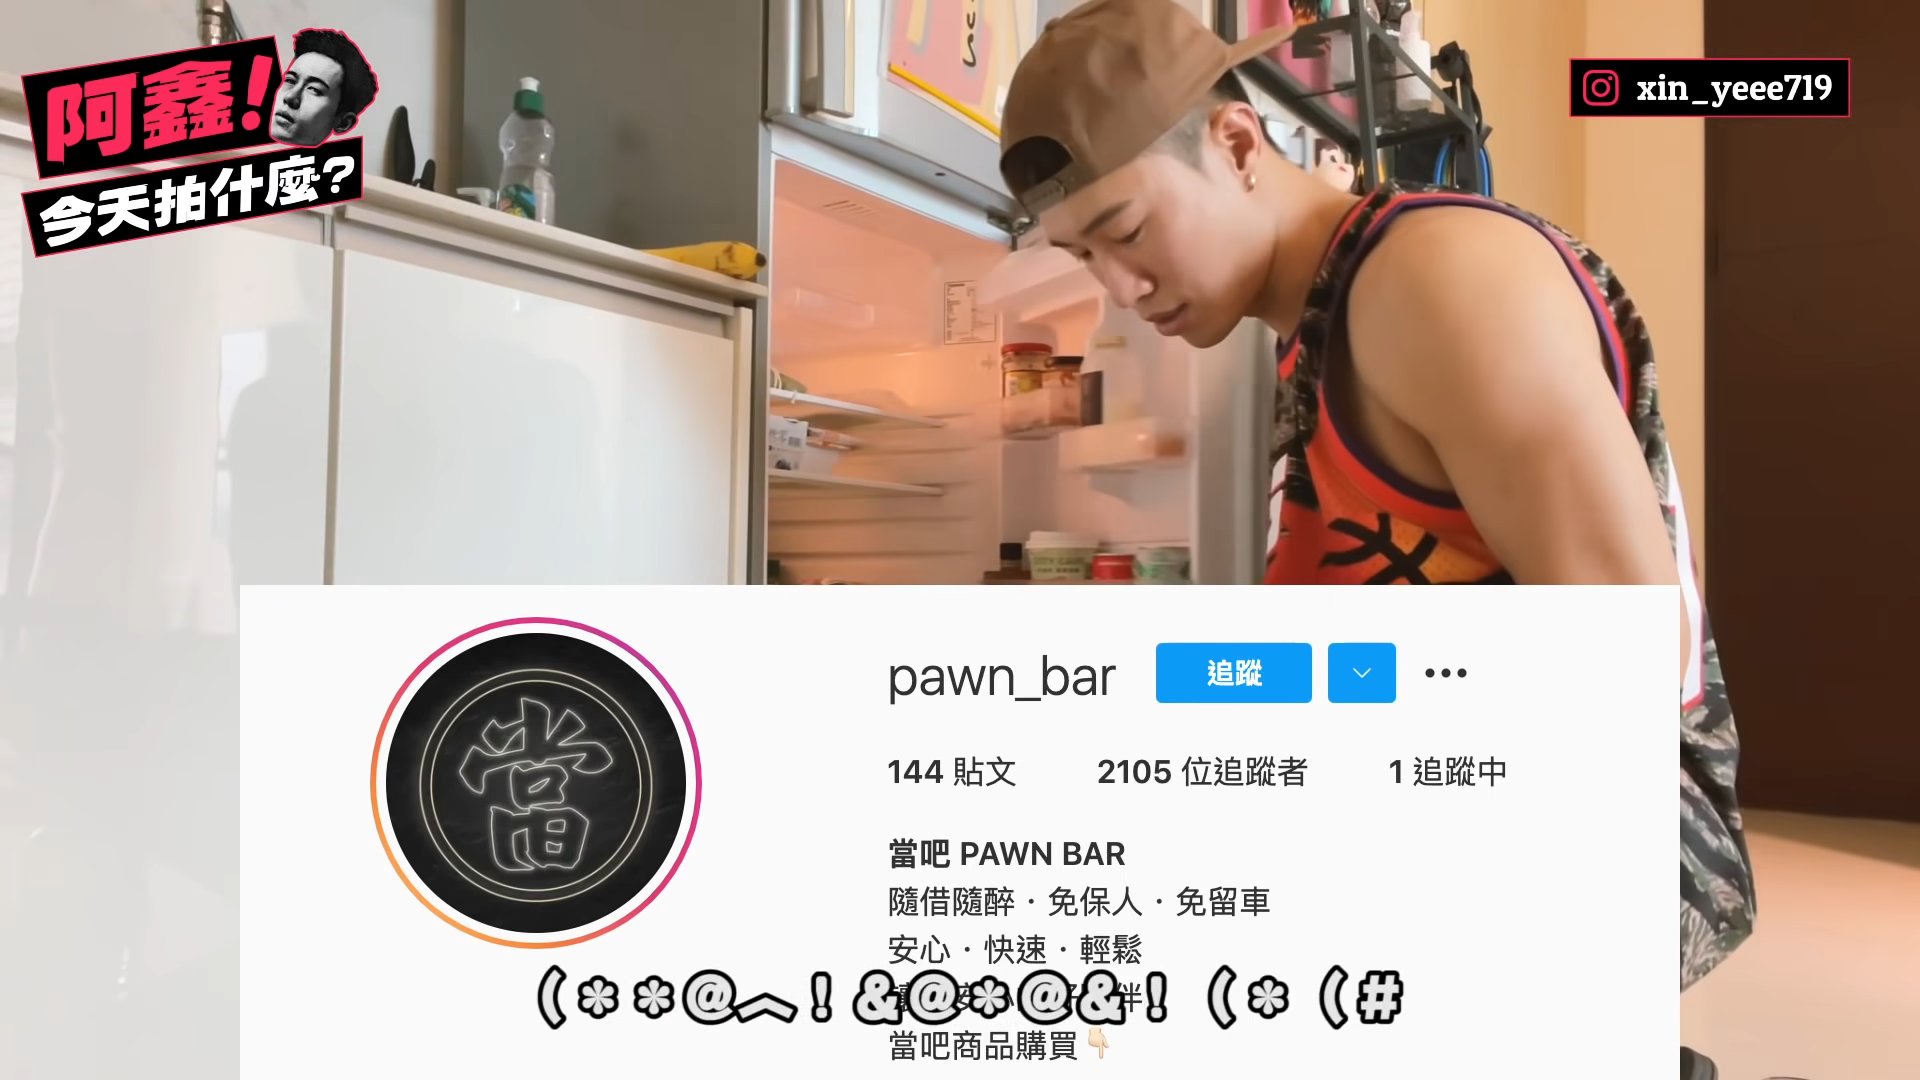 阿鑫!
今天拍什麼?
xin_yeee719
pawn_bar
追蹤
144 貼文
2105 位追蹤者
1 追蹤中
當
當吧 PAWN BAR
隨借隨醉・免保人・免留車
安心・快速・輕鬆
(**@︿!&@*@&!(*(#
當吧商品購買👇🏻